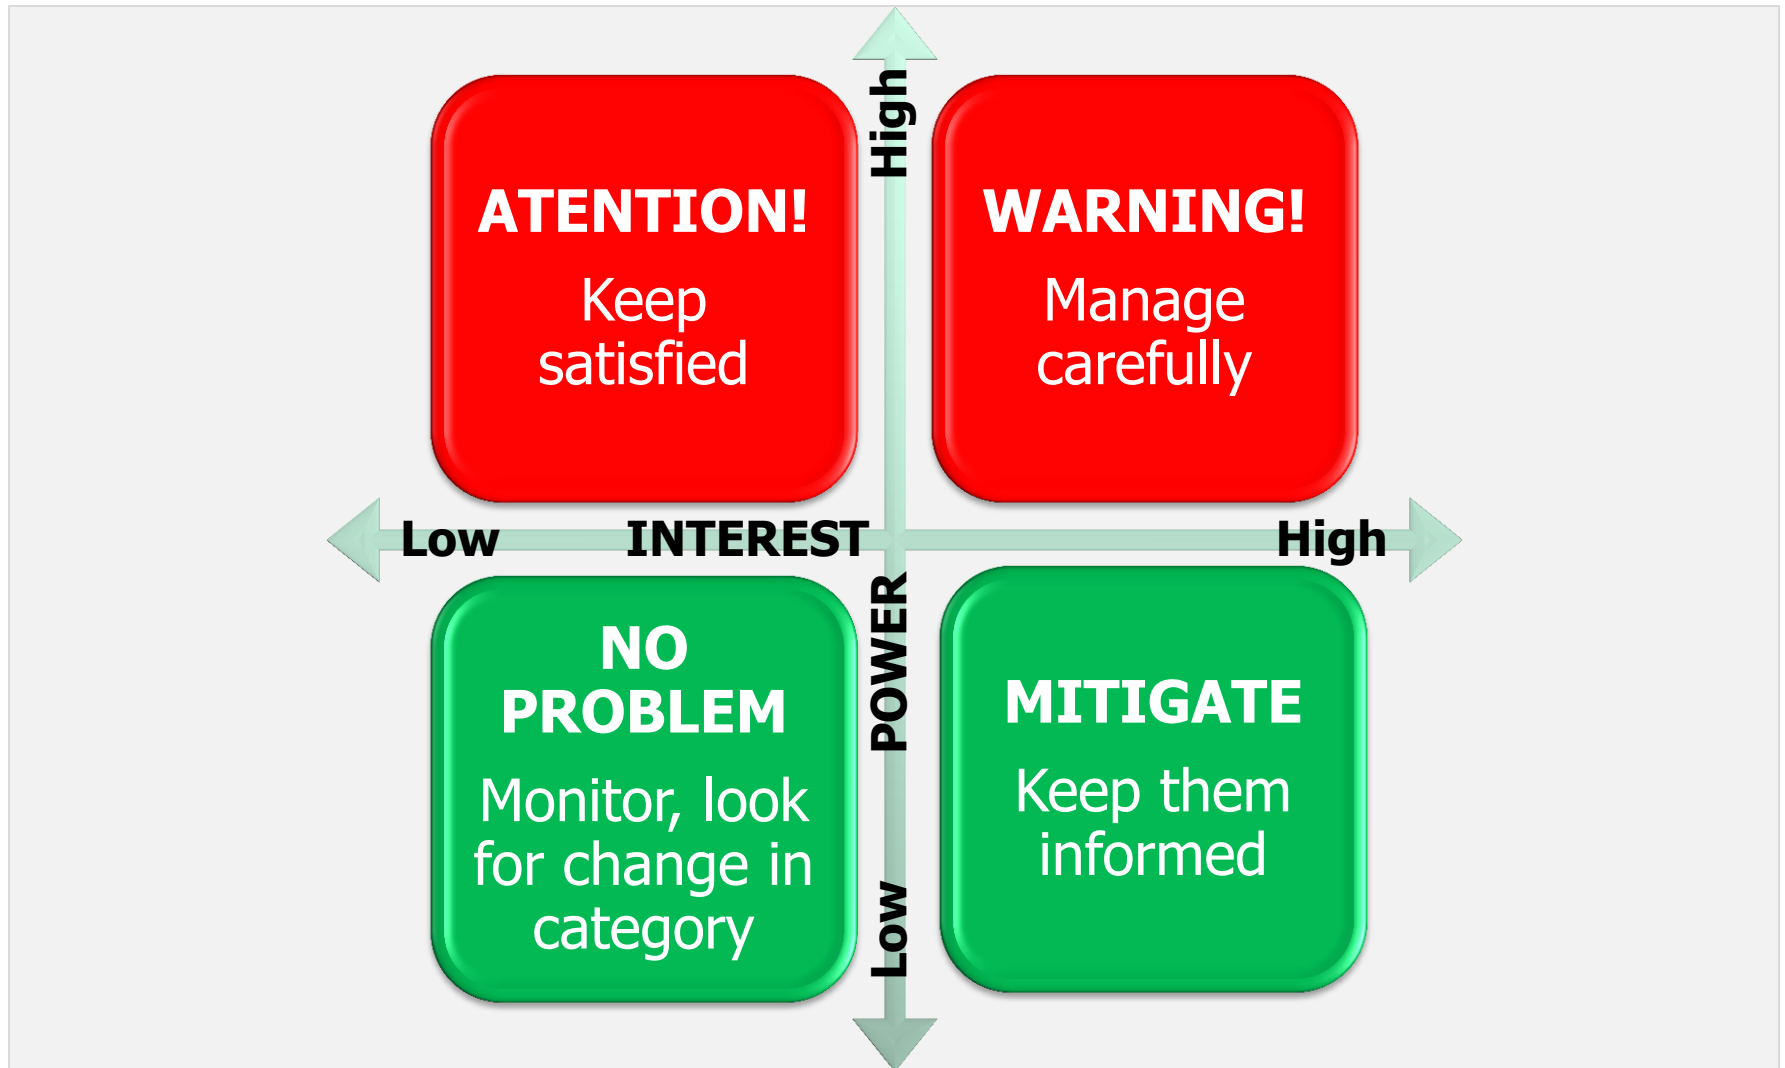 High
ATENTION!
Keep
satisfied
WARNING!
Manage
carefully
Low
INTEREST
High
NO
PROBLEM
Monitor, look
for change in
category
POWER
Low
MITIGATE
Keep them
informed